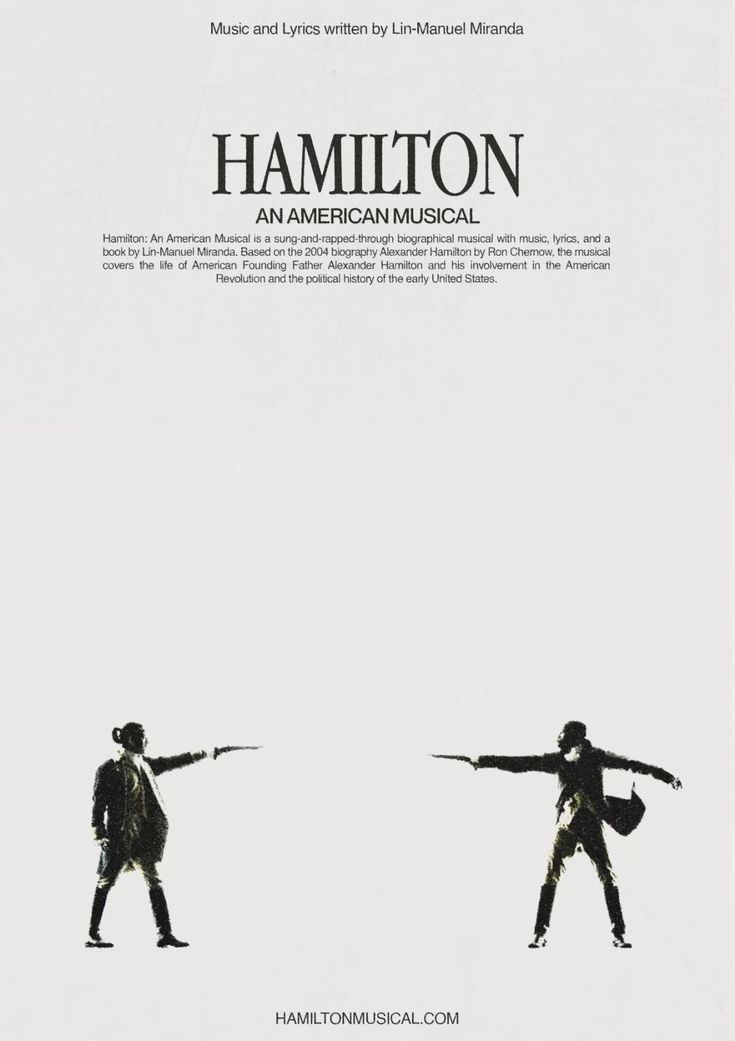 Music and Lyrics written by Lin-Manuel Miranda
HAMILTON
AN AMERICAN MUSICAL
Hamilton: An American Musical is a sung-and-rapped-through biographical musical with music, lyrics, and a
book by Lin-Manuel Miranda. Based on the 2004 biography Alexander Hamilton by Ron Chernow, the musical
covers the life of American Founding Father Alexander Hamilton and his involvement in the American
Revolution and the political history of the early United States.
HAMILTONMUSICAL.COM